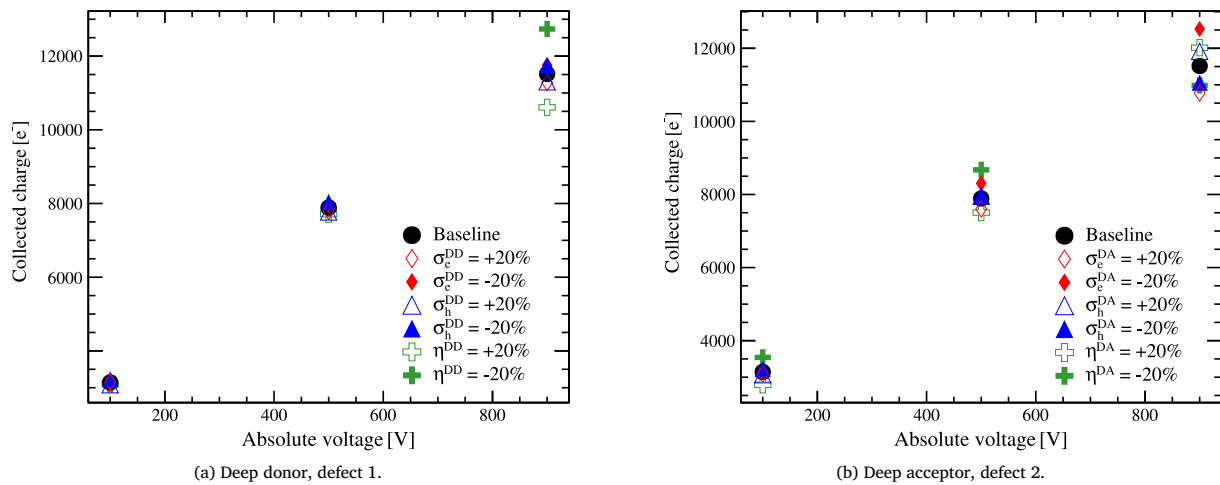 Collected charge [e⁻]
12000
10000
8000
6000
200 400 600 800
Absolute voltage [V]
Baseline
σ_e^DD = +20%
σ_e^DD = -20%
σ_h^DD = +20%
σ_h^DD = -20%
η^DD = +20%
η^DD = -20%
(a) Deep donor, defect 1.
Collected charge [e⁻]
12000
10000
8000
6000
4000
200 400 600 800
Absolute voltage [V]
Baseline
σ_e^DA = +20%
σ_e^DA = -20%
σ_h^DA = +20%
σ_h^DA = -20%
η^DA = +20%
η^DA = -20%
(b) Deep acceptor, defect 2.